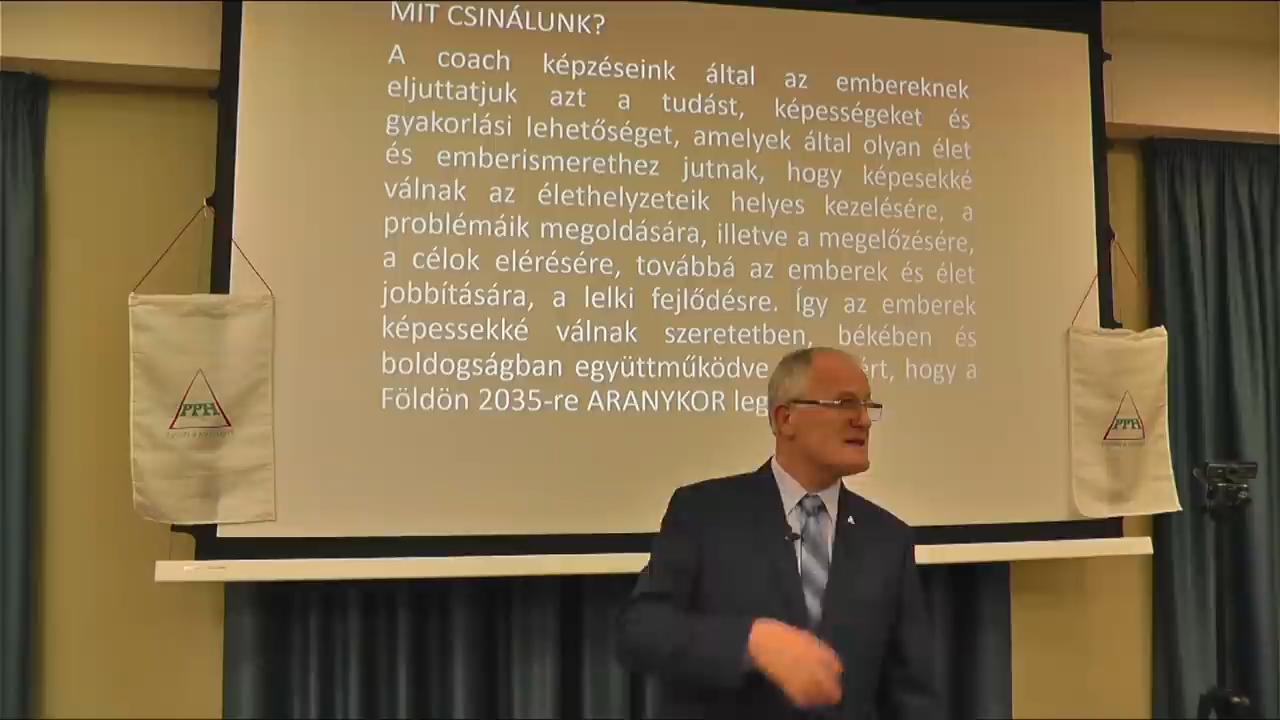 MIT CSINÁLUNK?
A coach képzéseink által az embereknek
eljuttatjuk azt a tudást, képességeket és
gyakorlási lehetőséget, amelyek által olyan élet
és emberismerethez jutnak, hogy képesekké
válnak az élethelyzeteik helyes kezelésére, a
problémáik megoldására, illetve a megelőzésére,
a célok elérésére, továbbá az emberek és élet
jobbítására, a lelki fejlődésre. Így az emberek
képessekké válnak szeretetben, békében és
boldogságban együttműködve hogy a
Földön 2035-re ARANYKOR
PPH
PPH